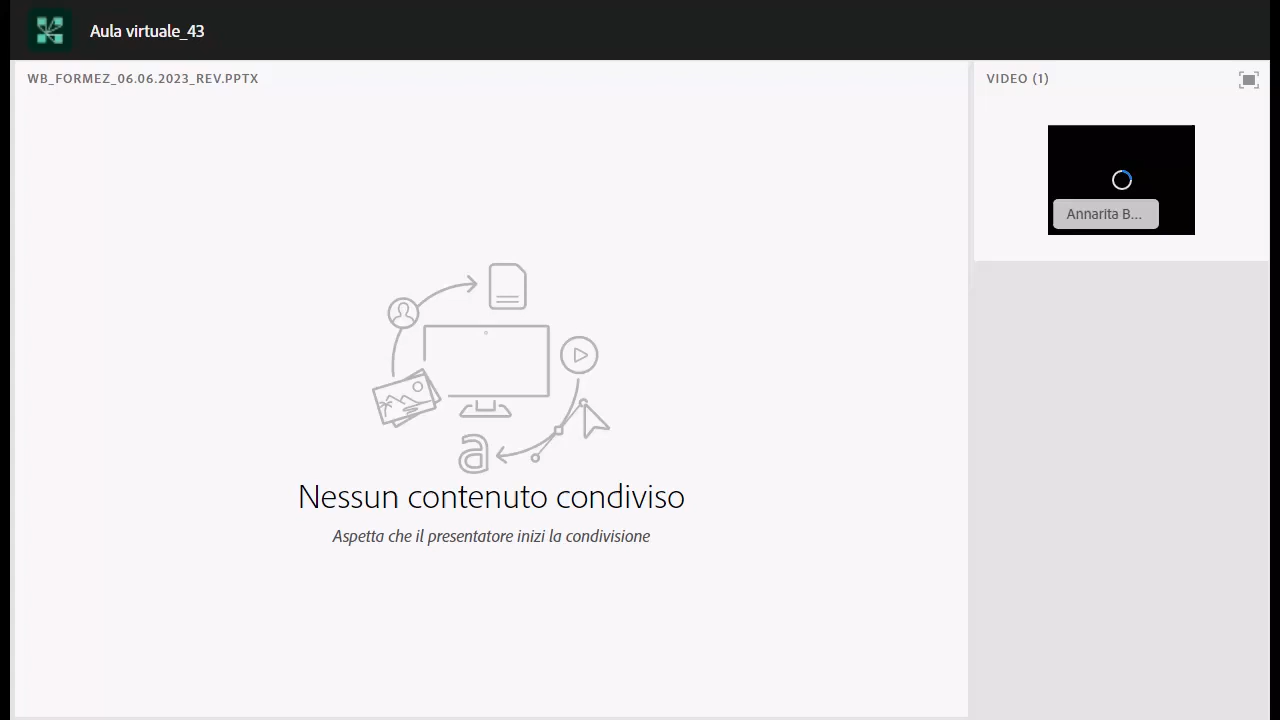 Aula virtuale_43
WB_FORMEZ_06.06.2023_REV.PPTX
VIDEO (1)
Annarita B...
a
Nessun contenuto condiviso
Aspetta che il presentatore inizi la condivisione